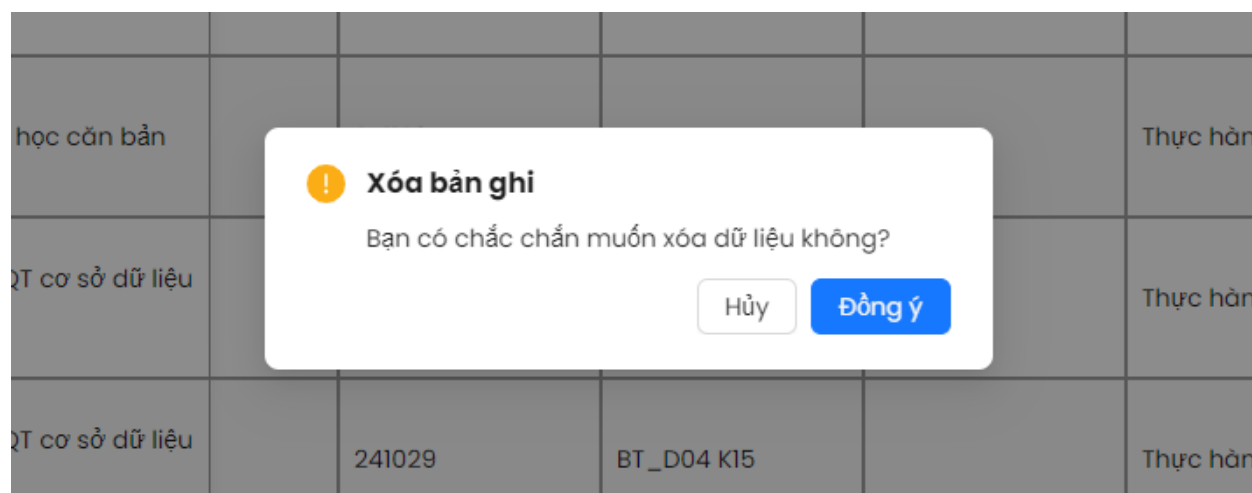 học căn bản
Thực hàn
Xóa bản ghi
Bạn có chắc chắn muốn xóa dữ liệu không?
QT cơ sở dữ liệu
Thực hàn
Hủy
Đồng ý
QT cơ sở dữ liệu
241029
BT_D04 K15
Thực hàn